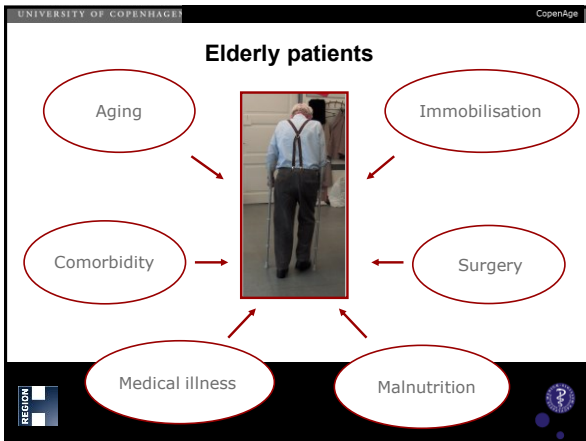 UNIVERSITY OF COPENHAGEN
CopenAge
Elderly patients
Aging
Immobilisation
Comorbidity
Surgery
Medical illness
Malnutrition
REGION
H